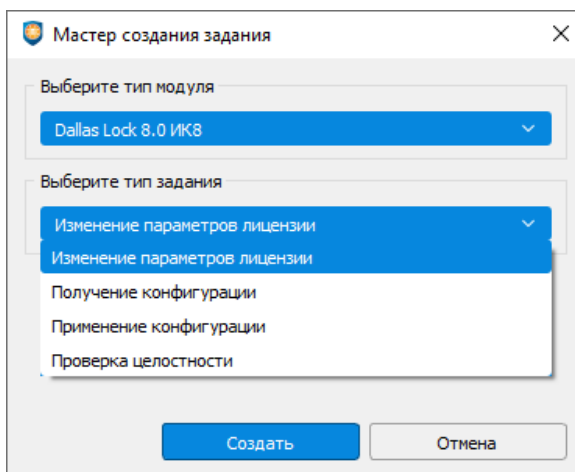 Мастер создания задания
Выберите тип модуля
Dallas Lock 8.0 ИК8
Выберите тип задания
Изменение параметров лицензии
Изменение параметров лицензии
Получение конфигурации
Применение конфигурации
Проверка целостности
Создать Отмена